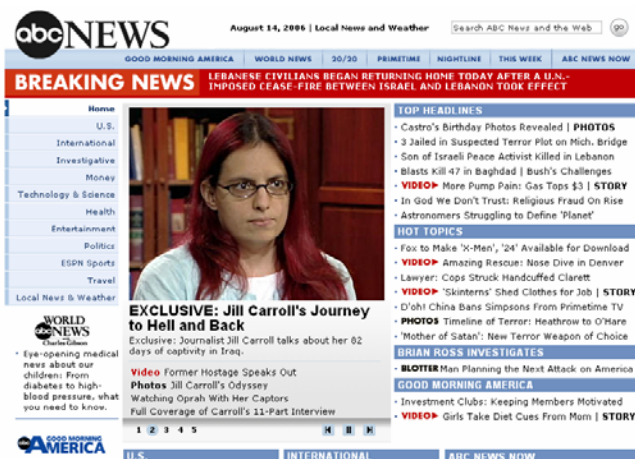 abc NEWS
August 14, 2006 | Local News and Weather
Search ABC News and the Web
go
GOOD MORNING AMERICA
WORLD NEWS
20/20
PRIMETIME
NIGHTLINE
THIS WEEK
ABC NEWS NOW
BREAKING NEWS
LEBANESE CIVILIANS BEGAN RETURNING HOME TODAY AFTER A U.N.-
IMPOSED CEASE-FIRE BETWEEN ISRAEL AND LEBANON TOOK EFFECT
Home
U.S.
International
Investigative
Money
Technology & Science
Health
Entertainment
Politics
ESPN Sports
Travel
Local News & Weather
WORLD
abc NEWS
Charles Gibson
• Eye-opening medical
news about our
children: From
diabetes to high-
blood pressure, what
you need to know.
abc GOOD MORNING
AMERICA
EXCLUSIVE: Jill Carroll's Journey
to Hell and Back
Exclusive: Journalist Jill Carroll talks about her 82
days of captivity in Iraq.
Video Former Hostage Speaks Out
Photos Jill Carroll's Odyssey
Watching Oprah With Her Captors
Full Coverage of Carroll's 11-Part Interview
1 2 3 4 5
TOP HEADLINES
• Castro's Birthday Photos Revealed | PHOTOS
• 3 Jailed in Suspected Terror Plot on Mich. Bridge
• Son of Israeli Peace Activist Killed in Lebanon
• Blasts Kill 47 in Baghdad | Bush's Challenges
• VIDEO More Pump Pain: Gas Tops $3 | STORY
• In God We Don't Trust: Religious Fraud On Rise
• Astronomers Struggling to Define 'Planet'
HOT TOPICS
• Fox to Make 'X-Men', '24' Available for Download
• VIDEO Amazing Rescue: Nose Dive in Denver
• Lawyer: Cops Struck Handcuffed Clarett
• VIDEO 'Skinterns' Shed Clothes for Job | STORY
• D'oh! China Bans Simpsons From Primetime TV
• PHOTOS Timeline of Terror: Heathrow to O'Hare
• 'Mother of Satan': New Terror Weapon of Choice
BRIAN ROSS INVESTIGATES
• BLOTTER Man Planning the Next Attack on America
GOOD MORNING AMERICA
• Investment Clubs: Keeping Members Motivated
• VIDEO Girls Take Diet Cues From Mom | STORY
U.S.
INTERNATIONAL
ABC NEWS NOW